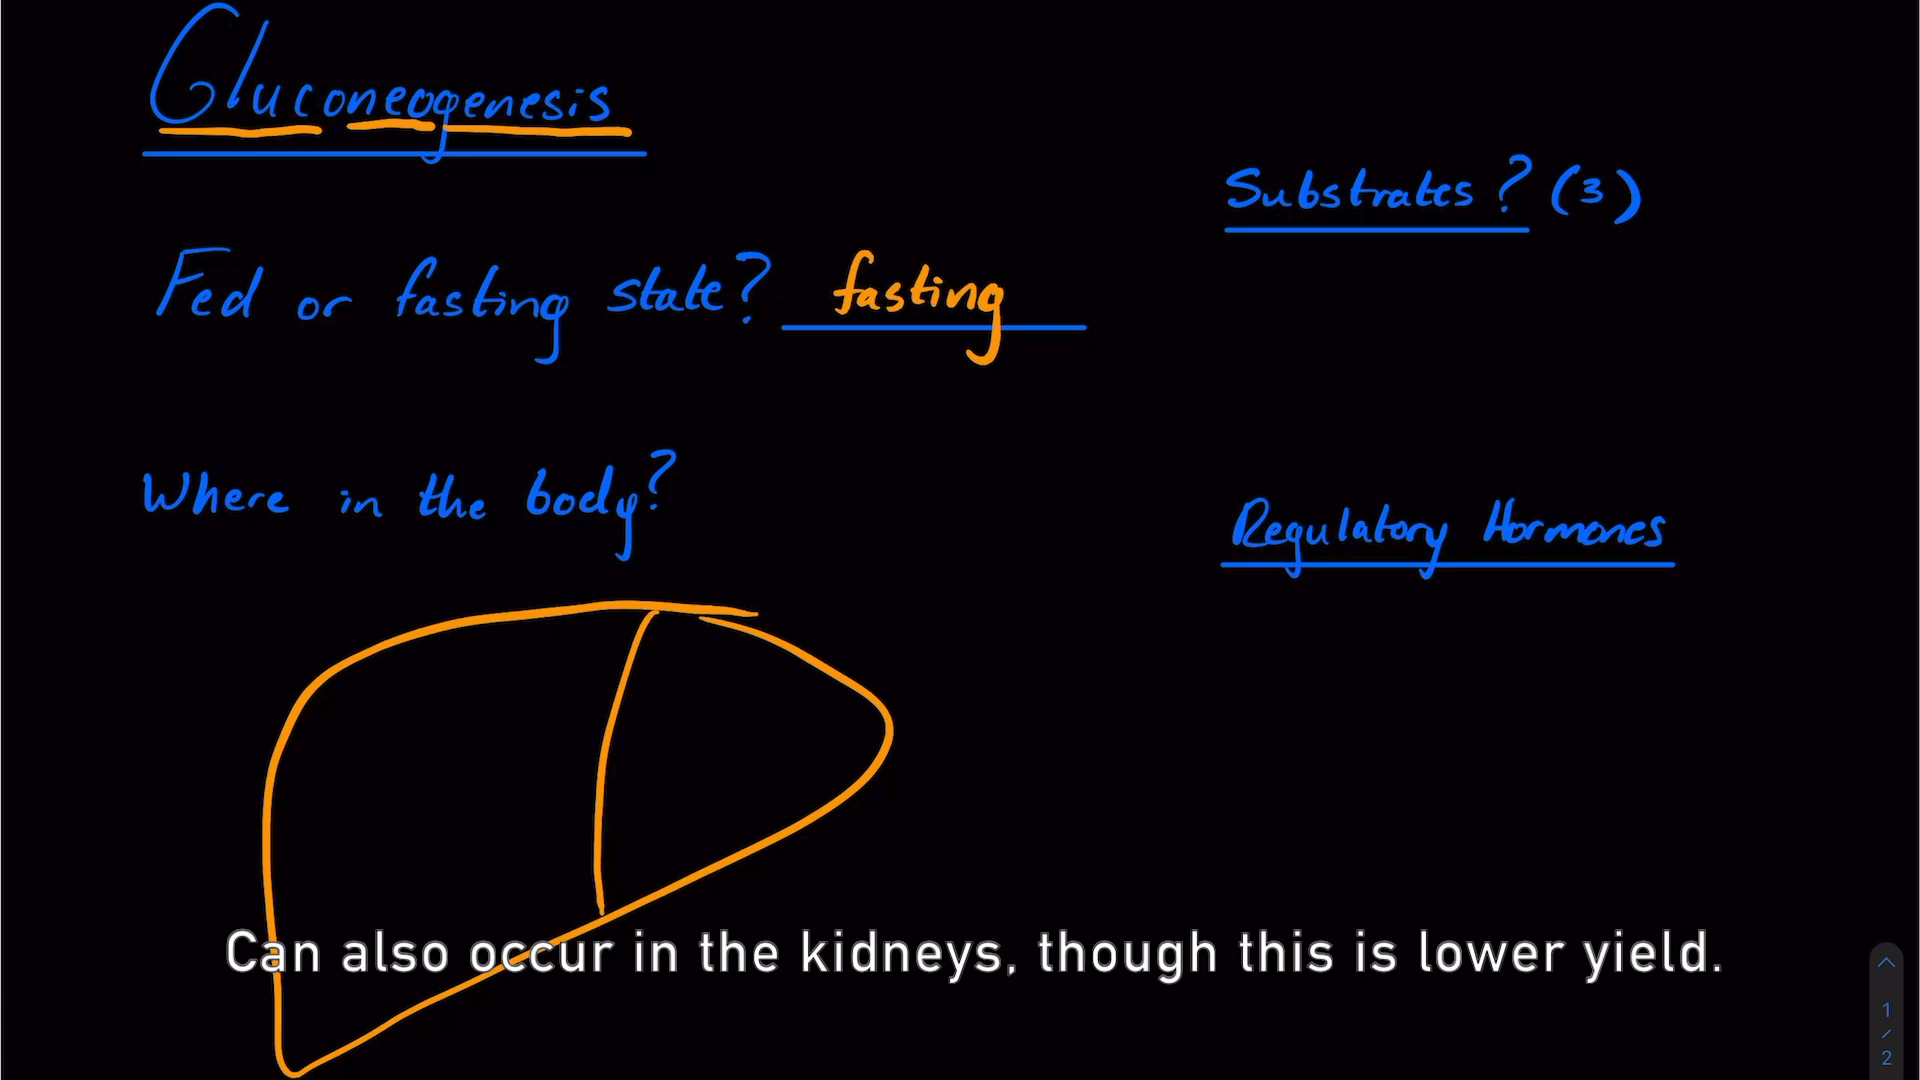 Gluconeogenesis
Fed or fasting state? fasting
Where in the body?
Substrates? (3)
Regulatory Hormones
Can also occur in the kidneys, though this is lower yield.
1
/
2